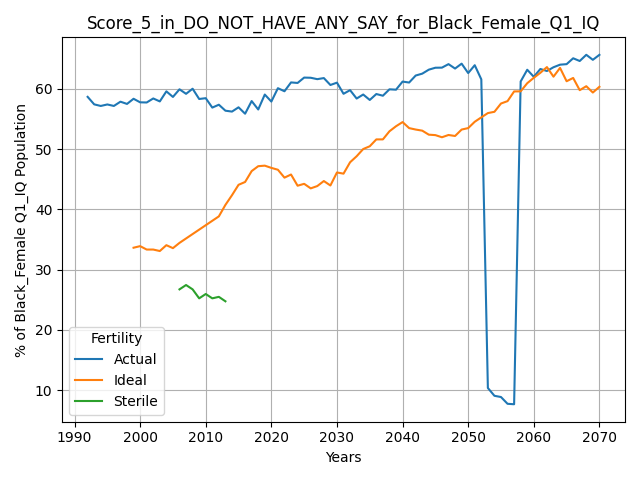 Score_5_in_DO_NOT_HAVE_ANY_SAY_for_Black_Female_Q1_IQ
% of Black_Female Q1_IQ Population
60
50
40
30
20
10
Fertility
Actual
Ideal
Sterile
1990 2000 2010 2020 2030 2040 2050 2060 2070
Years